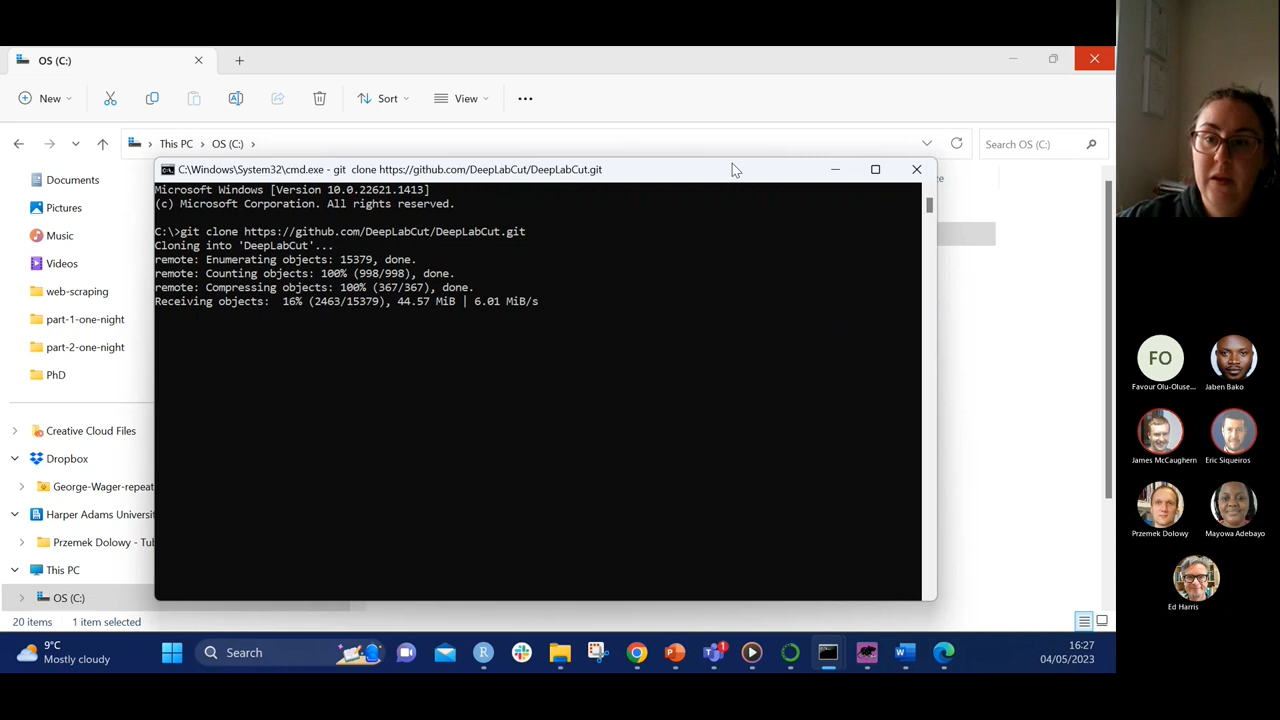 OS (C:)
New
Sort
View
This PC
OS (C:)
Search OS (C:)
Documents
Pictures
Music
Videos
web-scraping
part-1-one-night
part-2-one-night
PhD
Creative Cloud Files
Dropbox
George-Wager-repeat
Harper Adams Universi
Przemek Dolowy - Tu
This PC
OS (C:)
20 items
1 item selected
C:\Windows\System32\cmd.exe - git clone https://github.com/DeepLabCut/DeepLabCut.git
Microsoft Windows [Version 10.0.22621.1413]
(c) Microsoft Corporation. All rights reserved.
C:\>git clone https://github.com/DeepLabCut/DeepLabCut.git
Cloning into 'DeepLabCut'...
remote: Enumerating objects: 15379, done.
remote: Counting objects: 100% (998/998), done.
remote: Compressing objects: 100% (367/367), done.
Receiving objects:  16% (2463/15379), 44.57 MiB | 6.01 MiB/s
9°C
Mostly cloudy
Search
1
16:27
04/05/2023
FO
Favour Olu-Oluse...
Jaben Bako
James McCaughern
Eric Siqueiros
Przemek Dolowy
Mayowa Adebayo
Ed Harris